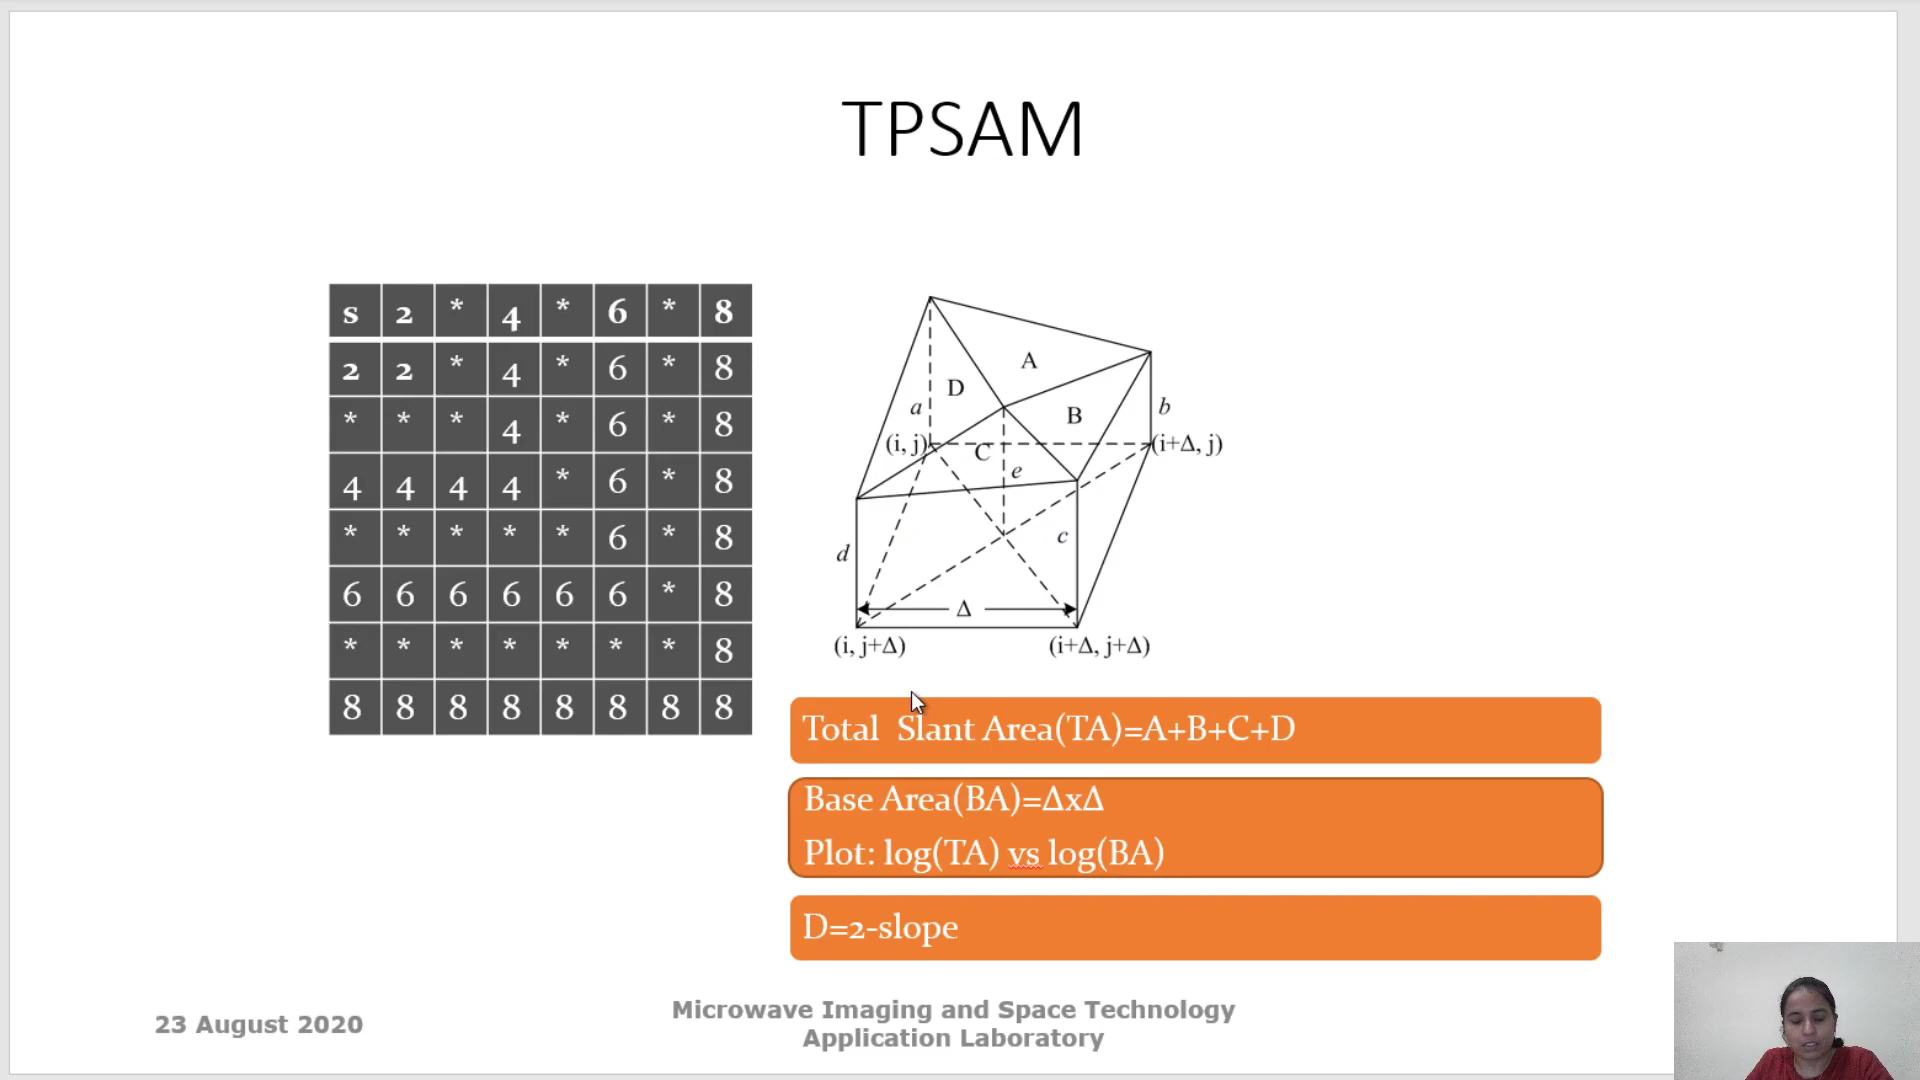 TPSAM
s 2 * 4 * 6 * 8
2 2 * 4 * 6 * 8
* * * 4 * 6 * 8
4 4 4 4 * 6 * 8
* * * * * 6 * 8
6 6 6 6 6 6 * 8
* * * * * * * 8
8 8 8 8 8 8 8 8
A
D
a
B
b
(i, j)
C
(i+Δ, j)
e
d
c
Δ
(i, j+Δ)
(i+Δ, j+Δ)
Total Slant Area(TA)=A+B+C+D
Base Area(BA)=ΔxΔ
Plot: log(TA) vs log(BA)
D=2-slope
23 August 2020
Microwave Imaging and Space Technology
Application Laboratory